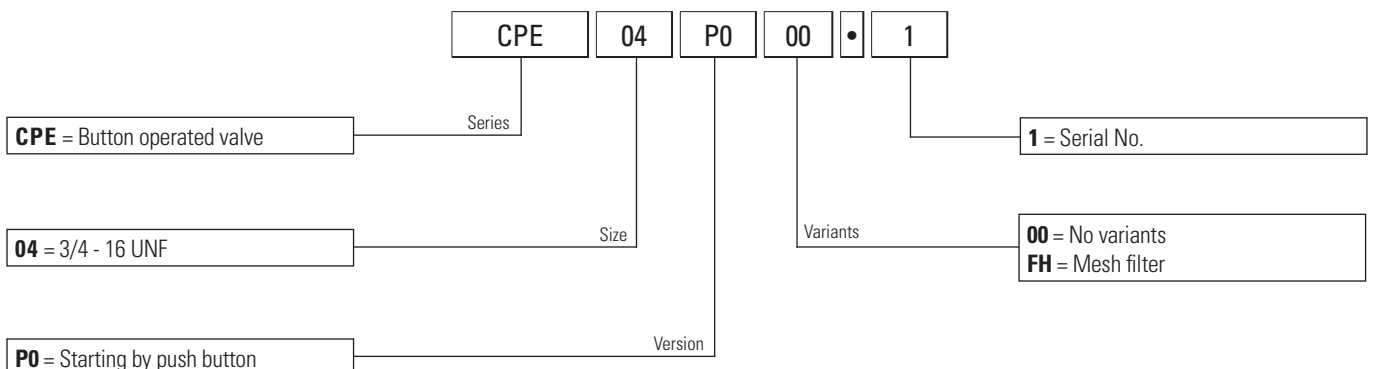 CPE 04 P0 00 • 1
Series
CPE = Button operated valve
1 = Serial No.
Size
Variants
04 = 3/4 - 16 UNF
00 = No variants
FH = Mesh filter
Version
P0 = Starting by push button